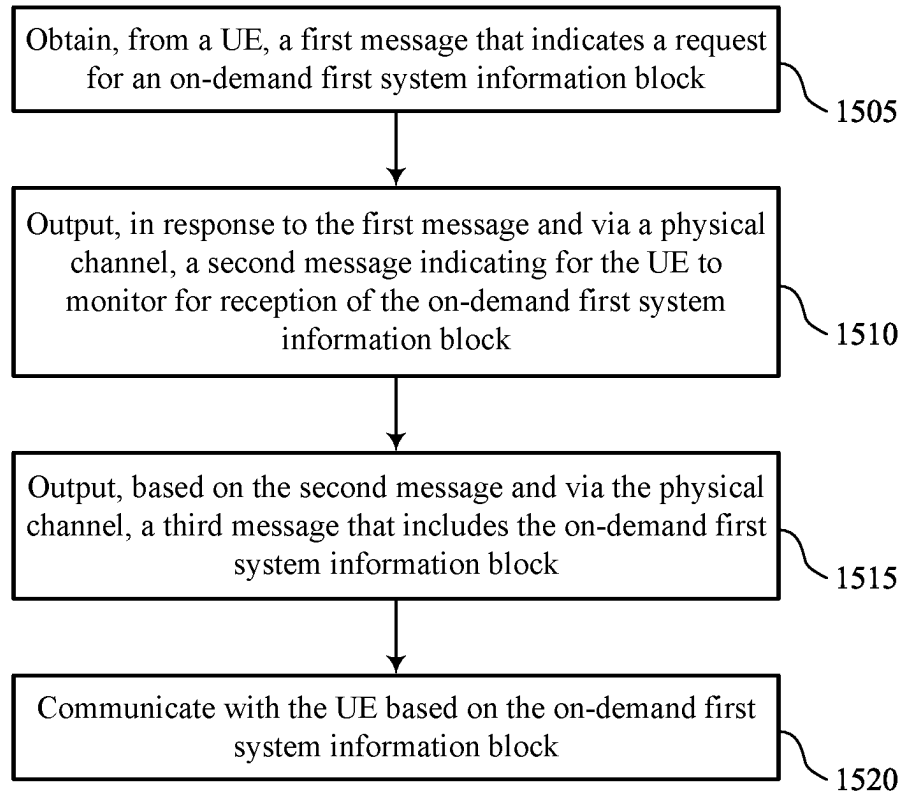 Obtain, from a UE, a first message that indicates a request
for an on-demand first system information block
1505
Output, in response to the first message and via a physical
channel, a second message indicating for the UE to
monitor for reception of the on-demand first system
information block
1510
Output, based on the second message and via the physical
channel, a third message that includes the on-demand first
system information block
1515
Communicate with the UE based on the on-demand first
system information block
1520